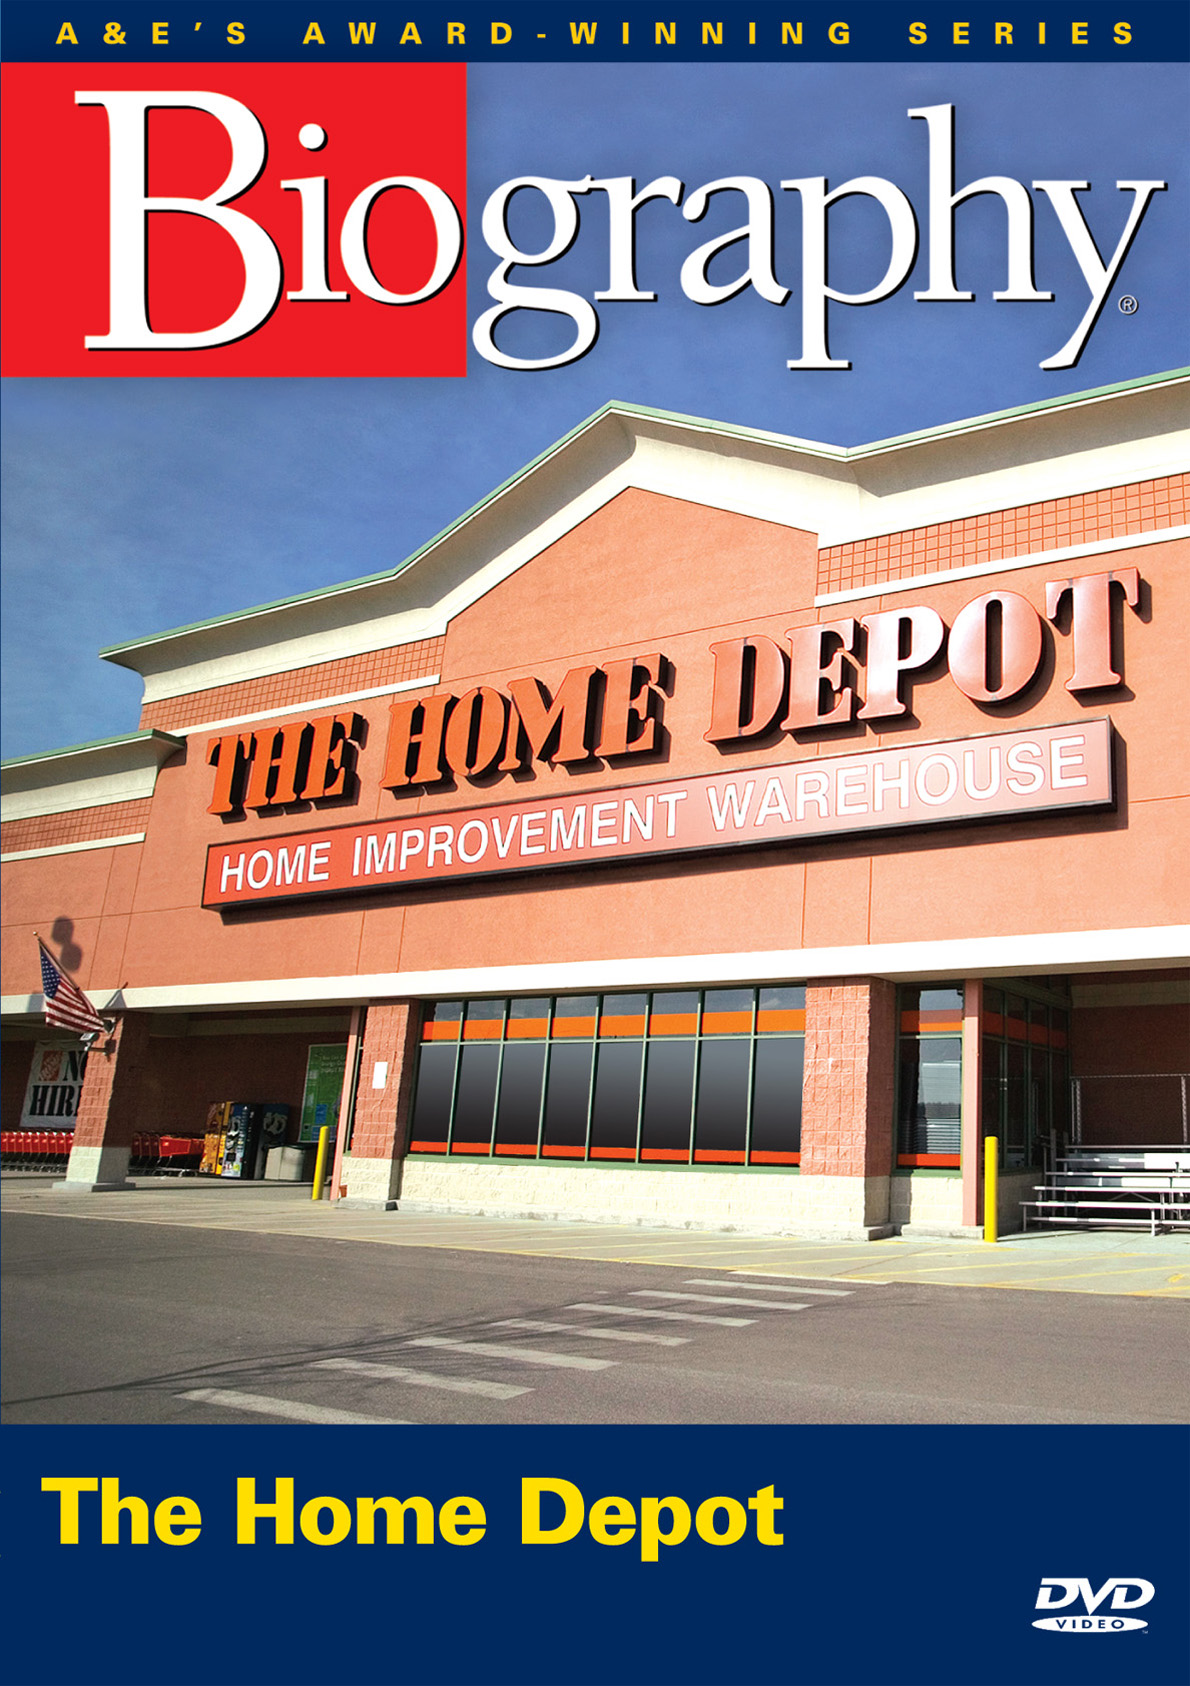 A&E'S AWARD-WINNING SERIES
Biography®
THE HOME DEPOT
HOME IMPROVEMENT WAREHOUSE
The Home Depot
DVD
VIDEO